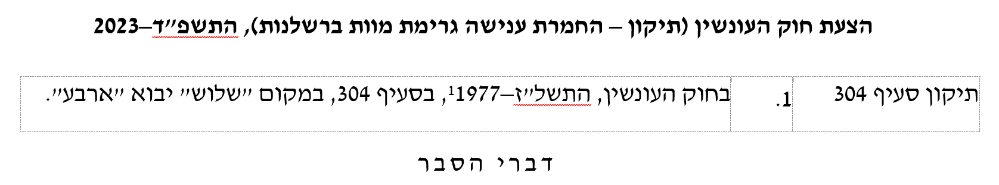 הצעת חוק העונשין (תיקון – החמרת ענישה גרימת מוות ברשלנות), התשפ״ד–2023
תיקון סעיף 304 1. בחוק העונשין, התשל״ז–1977¹, בסעיף 304, במקום ״שלוש״ יבוא ״ארבע״.
דברי הסבר